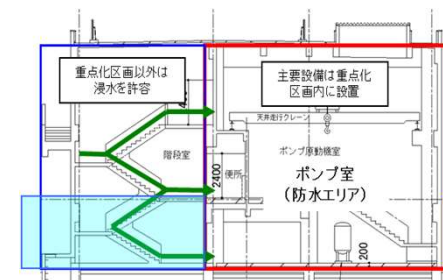 重点化区画以外は
浸水を許容
主要設備は重点化
区画内に設置
天井走行クレーン
階段室
ポンプ原動機室
便所
2400
ポンプ室
(防水エリア)
200